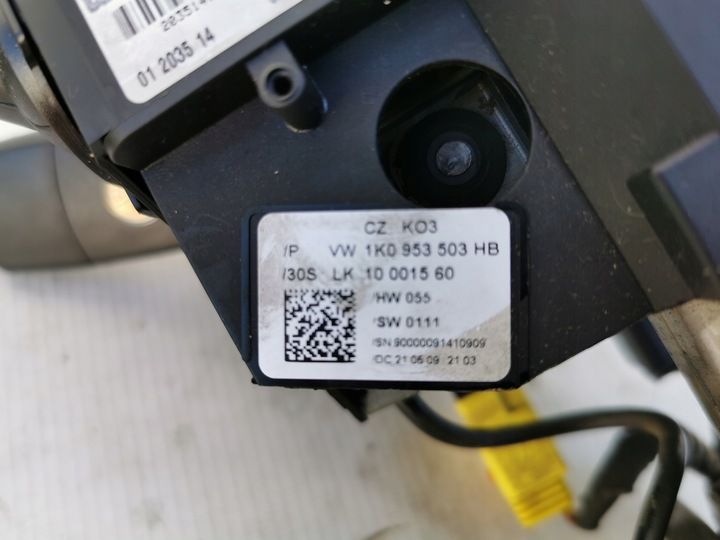 01 2035 14
CZ KO3
/P VW 1K0 953 503 HB
/30S LK 10 0015 60
/HW 055
/SW 0111
/SN 90000091410909
/DC 21 05 09 21 03